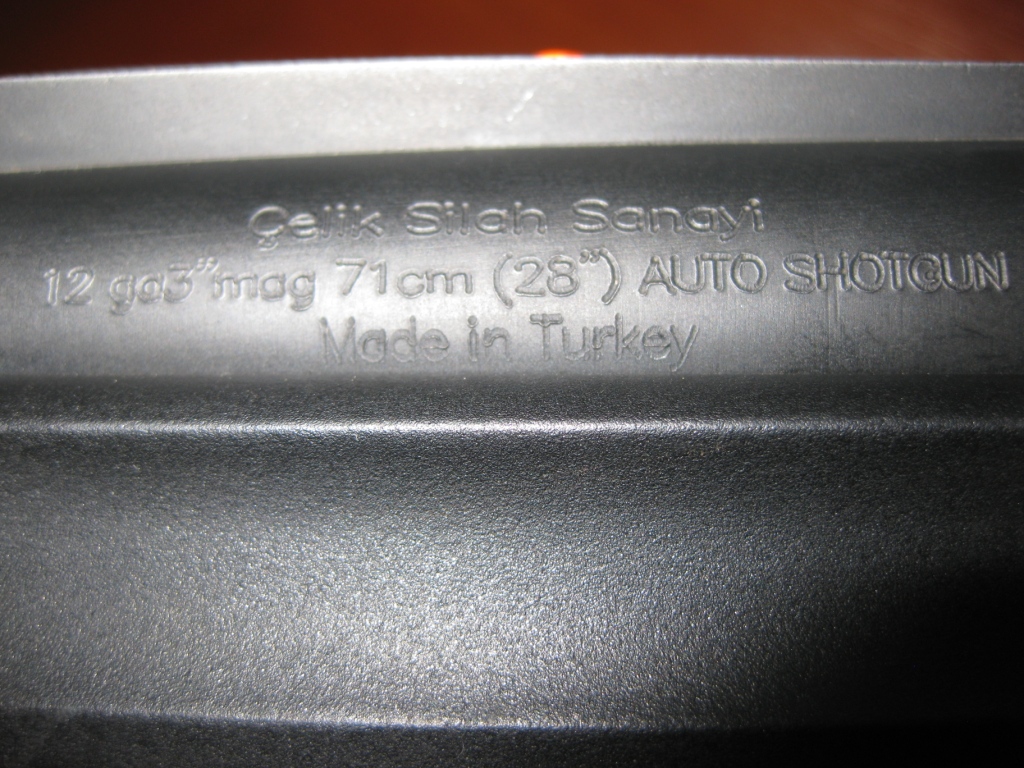 Çelik Silah Sanayi
12 ga3"mag 71cm (28") AUTO SHOTGUN
Made in Turkey